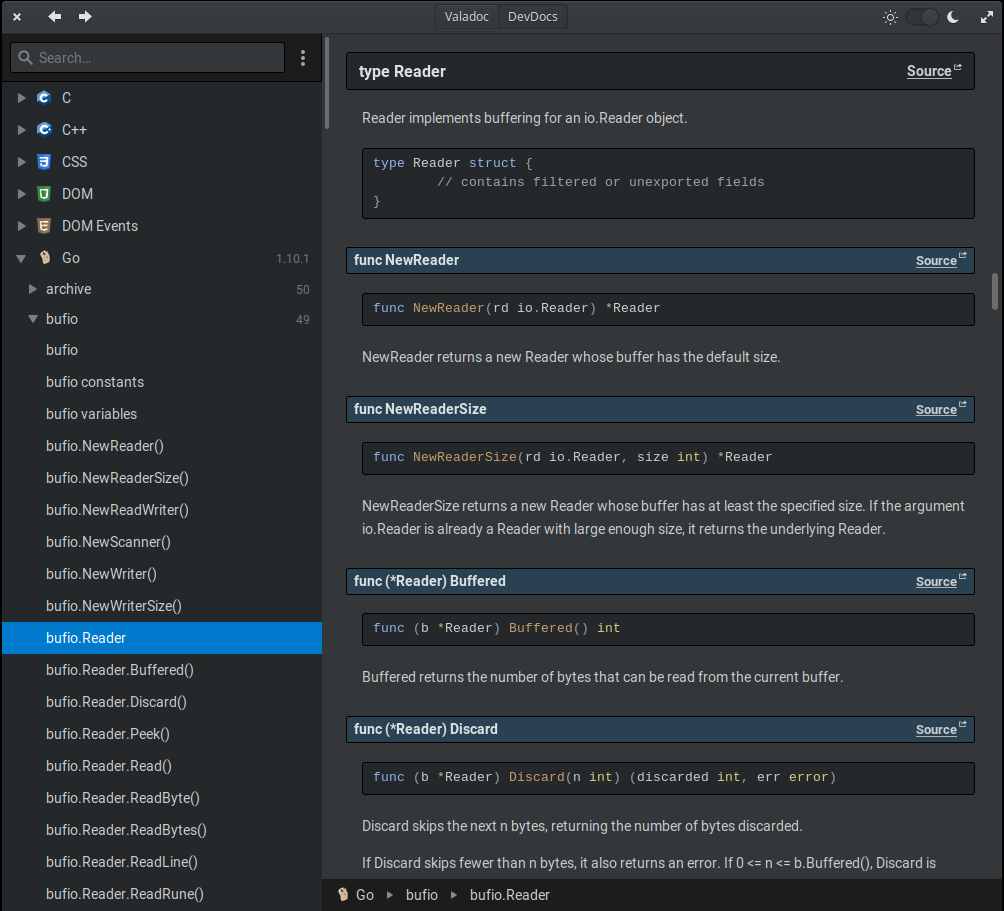 Valadoc DevDocs
Search...
C
C++
CSS
DOM
DOM Events
Go 1.10.1
archive 50
bufio 49
bufio
bufio constants
bufio variables
bufio.NewReader()
bufio.NewReaderSize()
bufio.NewReadWriter()
bufio.NewScanner()
bufio.NewWriter()
bufio.NewWriterSize()
bufio.Reader
bufio.Reader.Buffered()
bufio.Reader.Discard()
bufio.Reader.Peek()
bufio.Reader.Read()
bufio.Reader.ReadByte()
bufio.Reader.ReadBytes()
bufio.Reader.ReadLine()
bufio.Reader.ReadRune()
type Reader Source
Reader implements buffering for an io.Reader object.
type Reader struct {
// contains filtered or unexported fields
}
func NewReader Source
func NewReader(rd io.Reader) *Reader
NewReader returns a new Reader whose buffer has the default size.
func NewReaderSize Source
func NewReaderSize(rd io.Reader, size int) *Reader
NewReaderSize returns a new Reader whose buffer has at least the specified size. If the argument
io.Reader is already a Reader with large enough size, it returns the underlying Reader.
func (*Reader) Buffered Source
func (b *Reader) Buffered() int
Buffered returns the number of bytes that can be read from the current buffer.
func (*Reader) Discard Source
func (b *Reader) Discard(n int) (discarded int, err error)
Discard skips the next n bytes, returning the number of bytes discarded.
If Discard skips fewer than n bytes, it also returns an error. If 0 <= n <= b.Buffered(), Discard is
Go bufio bufio.Reader